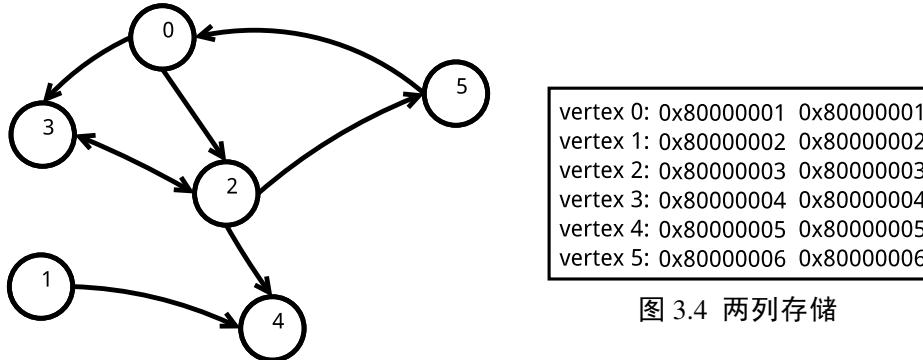 0
5
3
2
1
4
vertex 0: 0x80000001 0x80000001
vertex 1: 0x80000002 0x80000002
vertex 2: 0x80000003 0x80000003
vertex 3: 0x80000004 0x80000004
vertex 4: 0x80000005 0x80000005
vertex 5: 0x80000006 0x80000006
图 3.4 两列存储